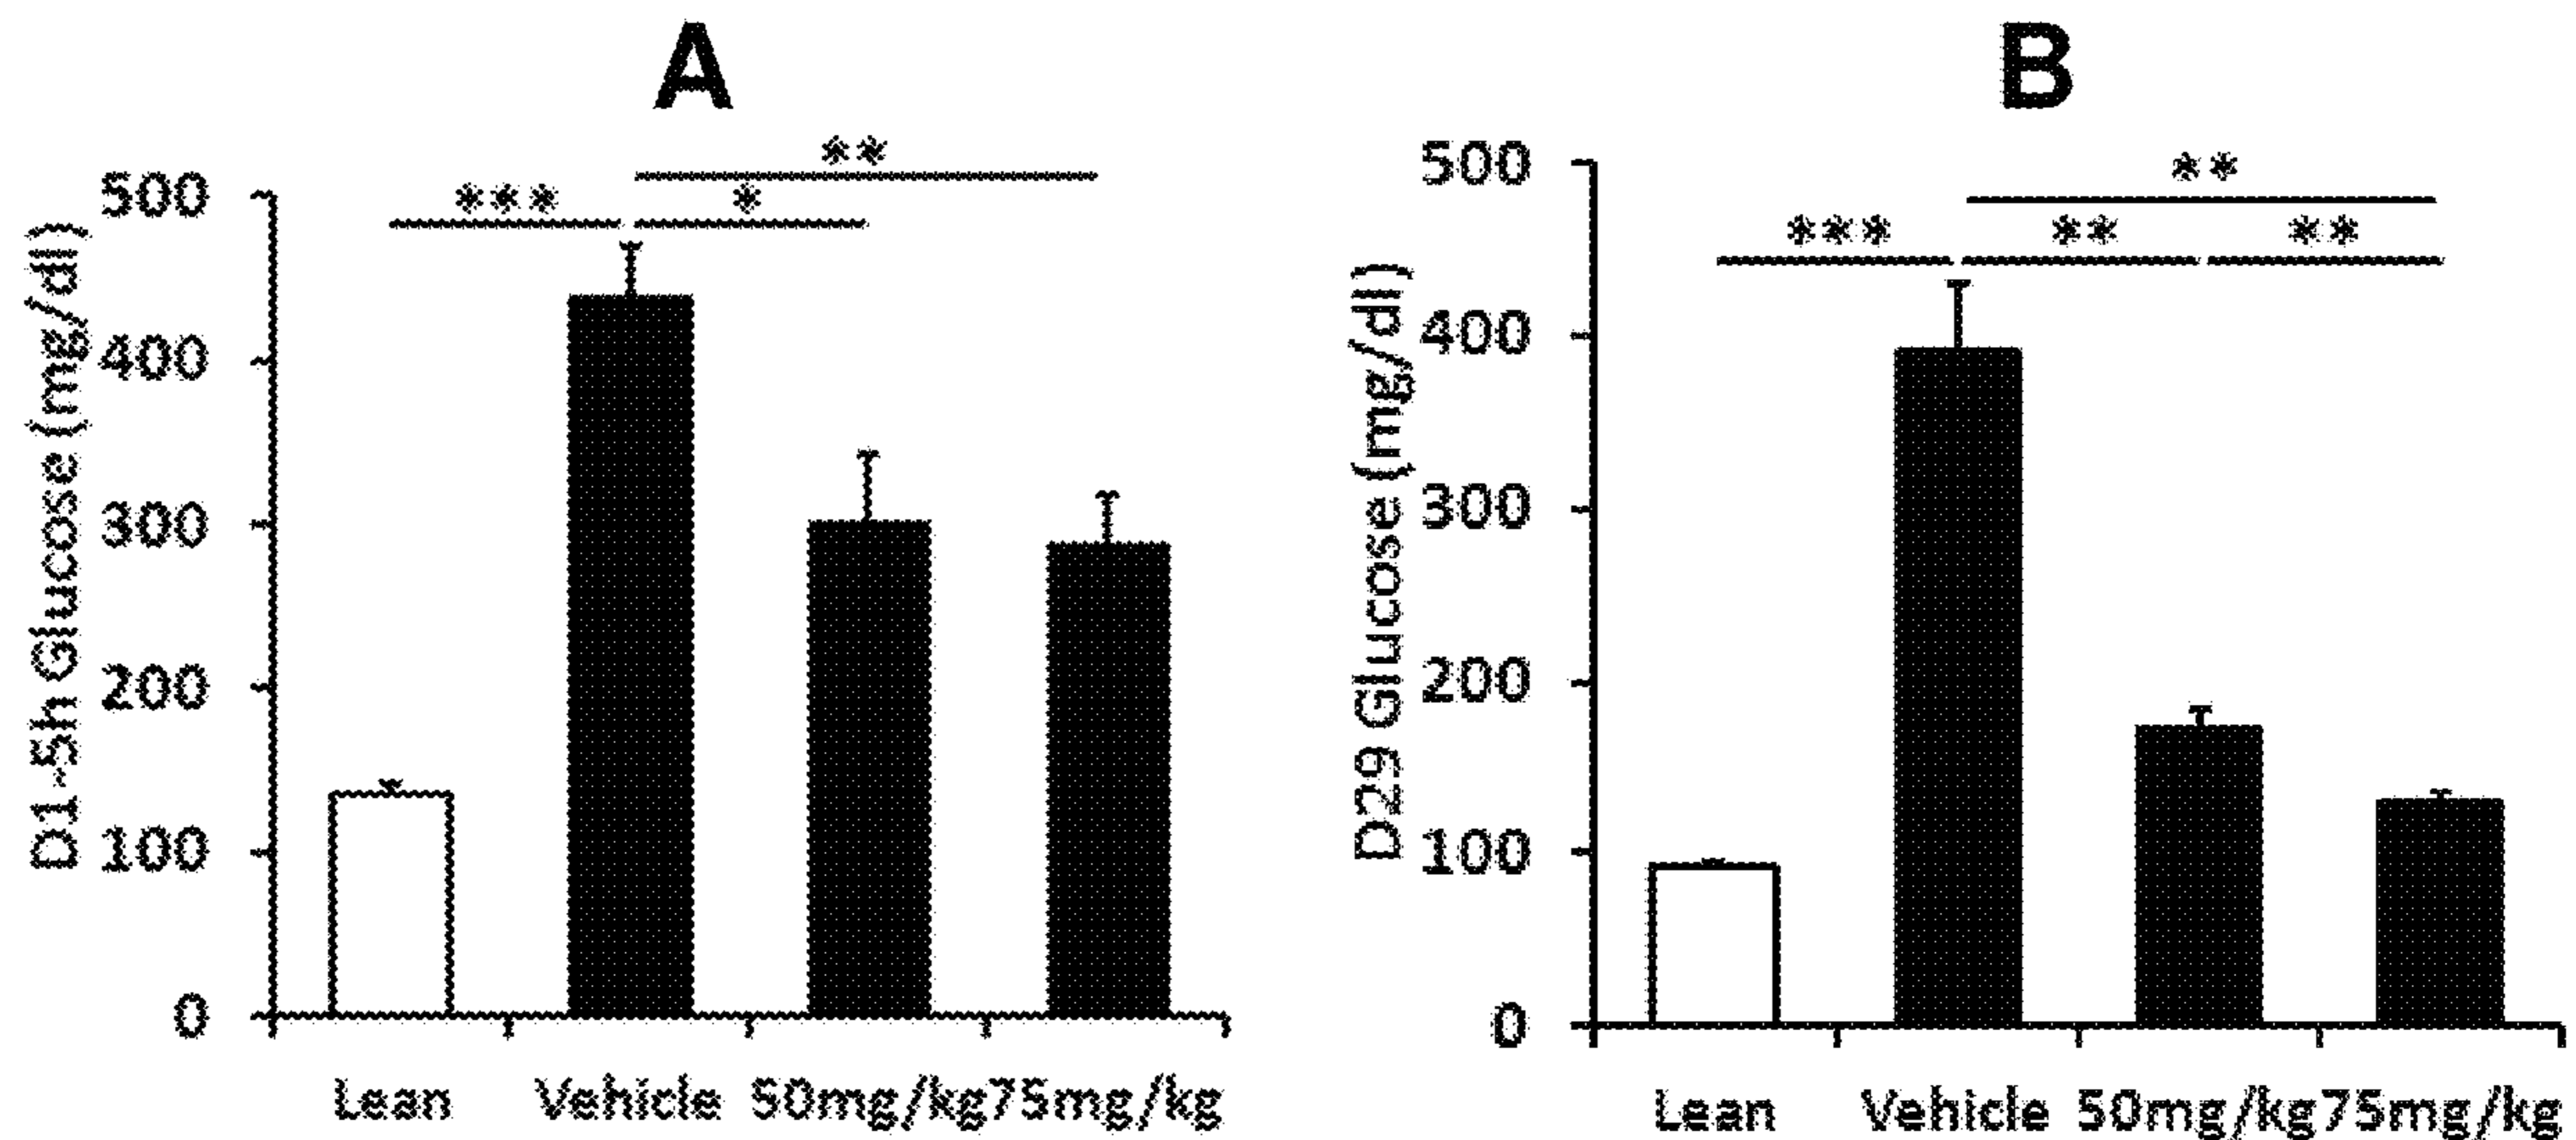 A
**
*** *
500
400
300
200
100
0
D1-5h Glucose (mg/dl)
Lean Vehicle 50mg/kg 75mg/kg
B
**
*** ** **
500
400
300
200
100
0
D29 Glucose (mg/dl)
Lean Vehicle 50mg/kg 75mg/kg